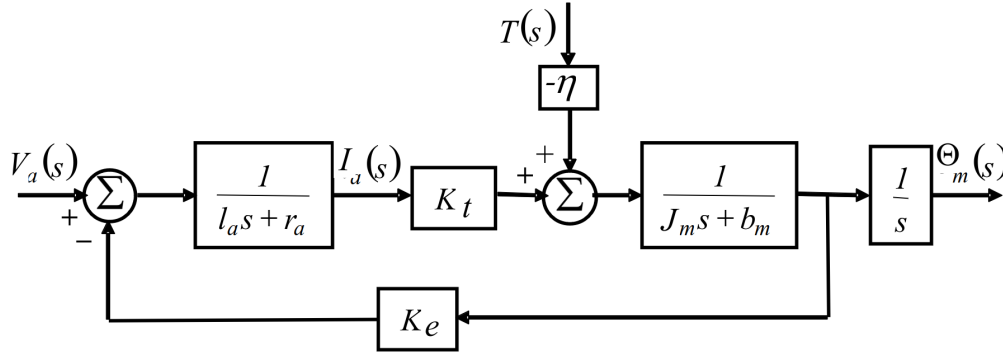 T(s)
-η
V_a(s)
+
−
Σ
1
l_a s + r_a
I_a(s)
K_t
+
+
Σ
1
J_m s + b_m
1
s
Θ_m(s)
K_e